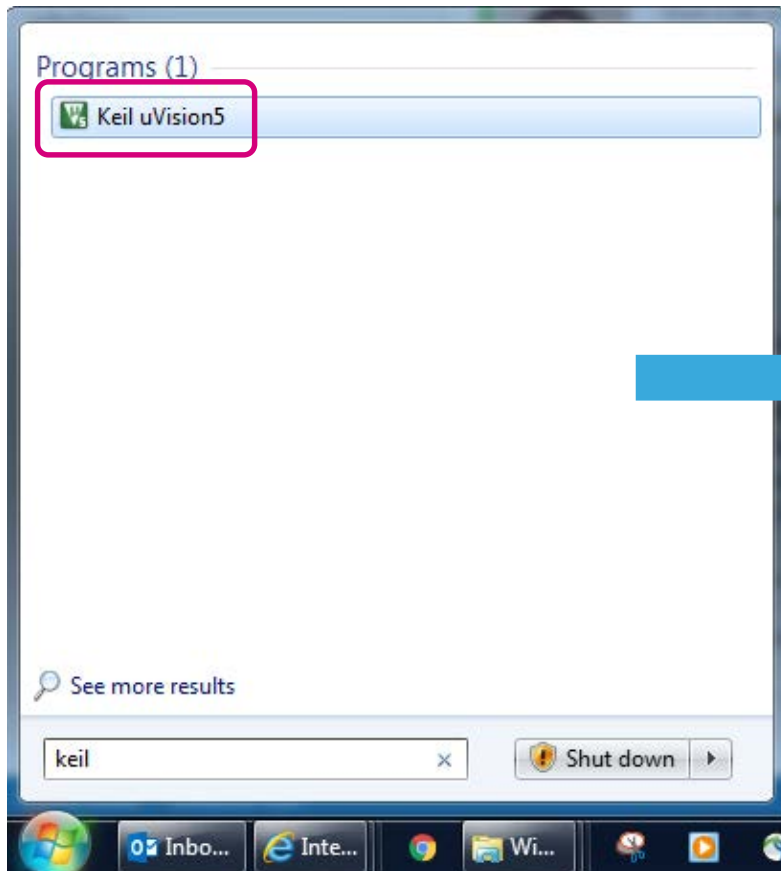 Programs (1)
Keil uVision5
See more results
keil
Shut down
Inbo...
Inte...
Wi...